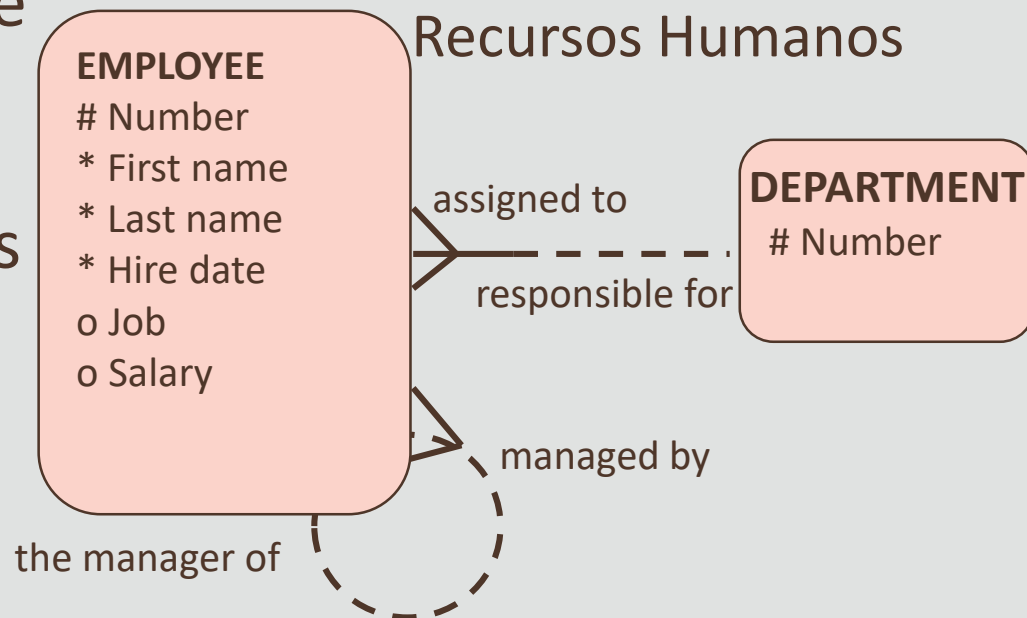 e
Recursos Humanos
EMPLOYEE
# Number
* First name
* Last name
* Hire date
o Job
o Salary
s
assigned to
responsible for
DEPARTMENT
# Number
managed by
the manager of